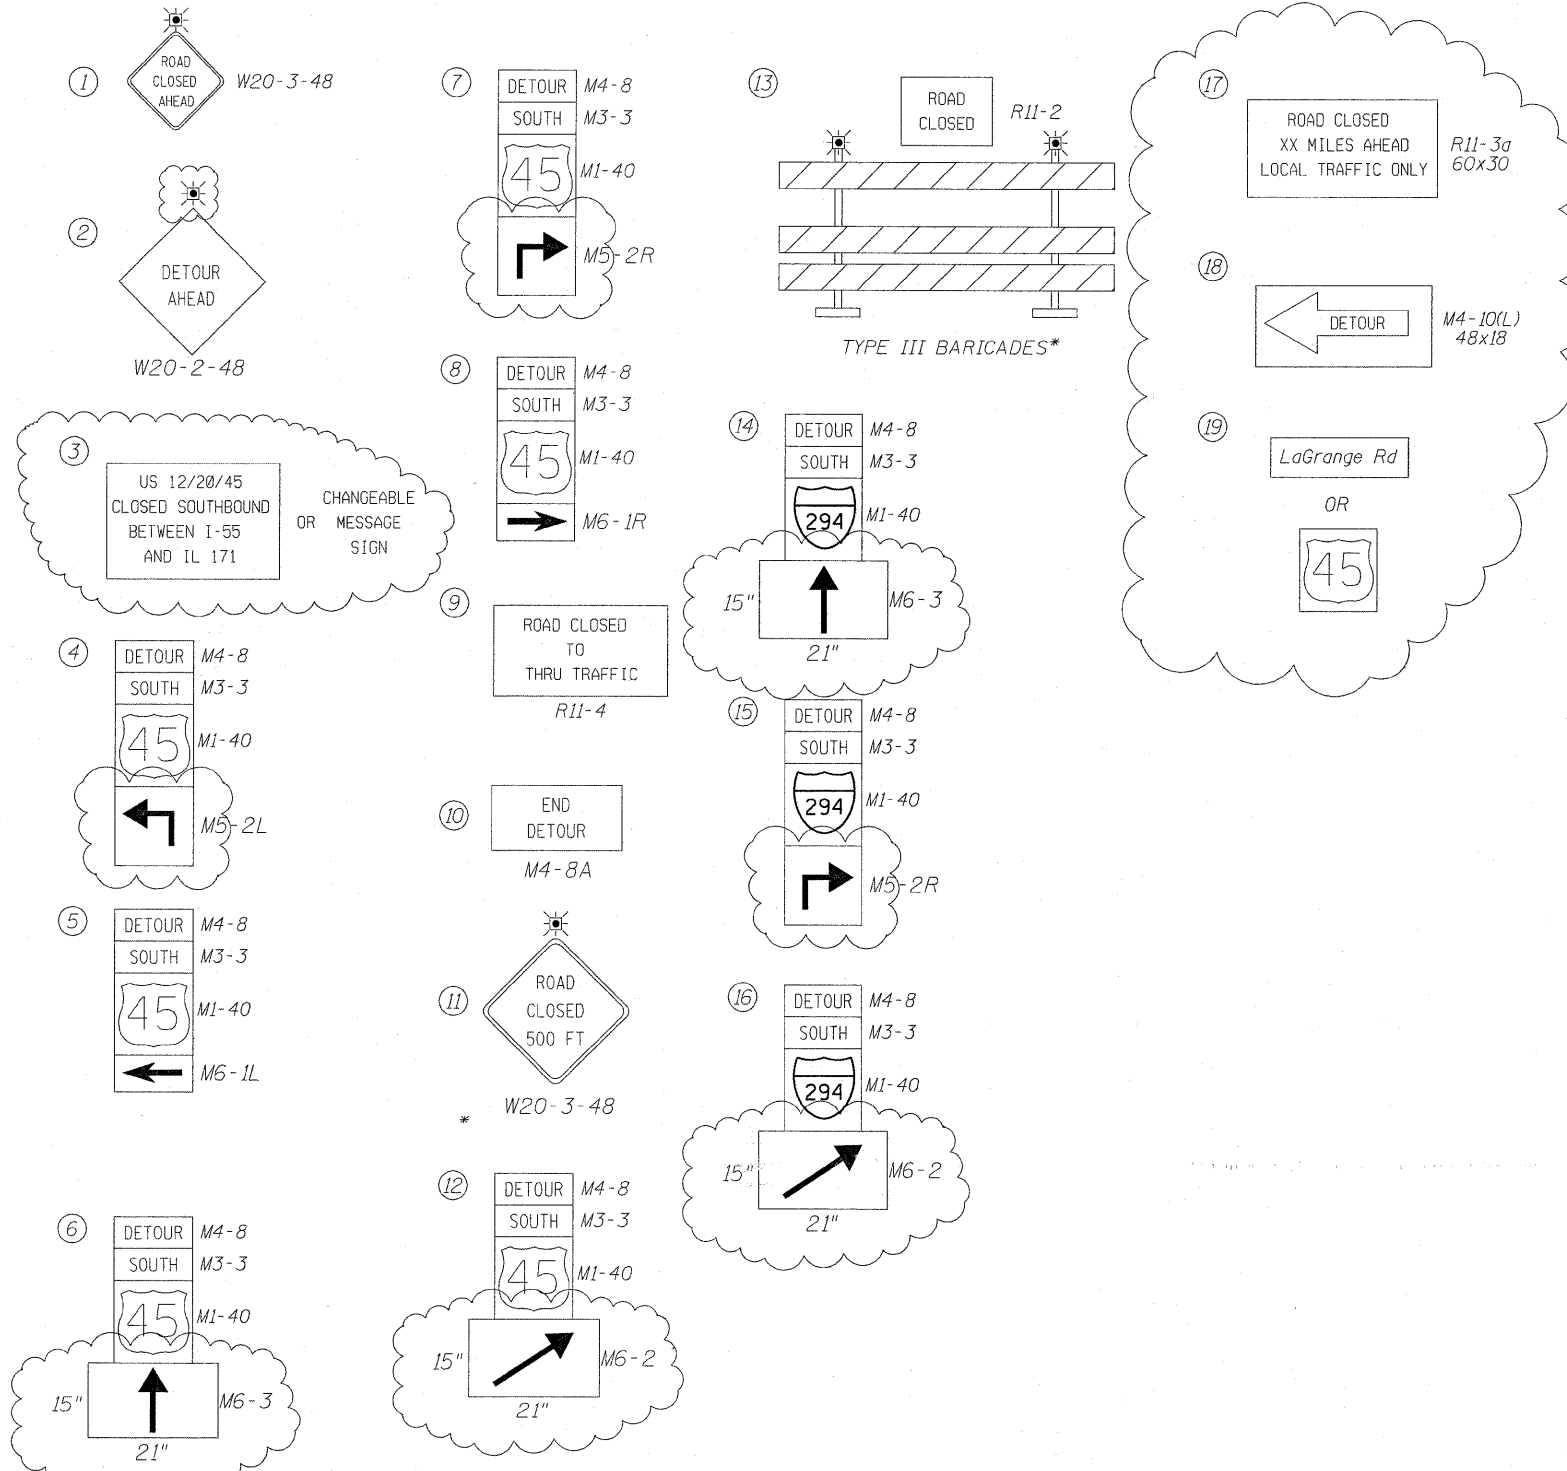 1
ROAD
CLOSED
AHEAD
W20-3-48
2
DETOUR
AHEAD
W20-2-48
3
US 12/20/45
CLOSED SOUTHBOUND
BETWEEN I-55
AND IL 171
OR
CHANGEABLE
MESSAGE
SIGN
4
DETOUR M4-8
SOUTH M3-3
45 M1-40
M5-2L
5
DETOUR M4-8
SOUTH M3-3
45 M1-40
M6-1L
6
DETOUR M4-8
SOUTH M3-3
45 M1-40
15" M6-3
21"
7
DETOUR M4-8
SOUTH M3-3
45 M1-40
M5-2R
8
DETOUR M4-8
SOUTH M3-3
45 M1-40
M6-1R
9
ROAD CLOSED
TO
THRU TRAFFIC
R11-4
10
END
DETOUR
M4-8A
11
ROAD
CLOSED
500 FT
W20-3-48
*
12
DETOUR M4-8
SOUTH M3-3
45 M1-40
15" M6-2
21"
13
ROAD
CLOSED
R11-2
TYPE III BARICADES*
14
DETOUR M4-8
SOUTH M3-3
294 M1-40
15" M6-3
21"
15
DETOUR M4-8
SOUTH M3-3
294 M1-40
M5-2R
16
DETOUR M4-8
SOUTH M3-3
294 M1-40
15" M6-2
21"
17
ROAD CLOSED
XX MILES AHEAD
LOCAL TRAFFIC ONLY
R11-3a
60x30
18
DETOUR
M4-10(L)
48x18
19
LaGrange Rd
OR
45